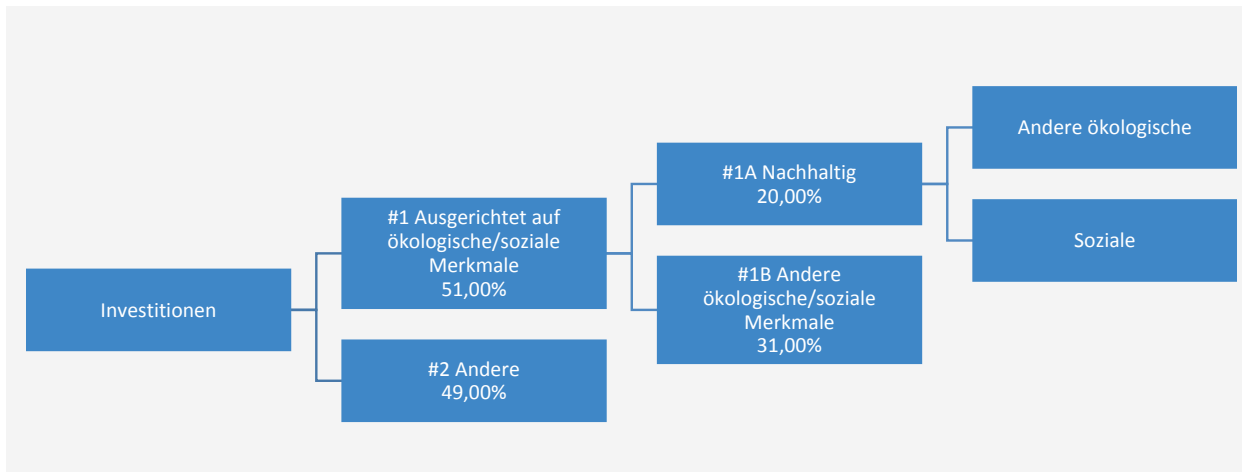 Investitionen
#1 Ausgerichtet auf
ökologische/soziale
Merkmale
51,00%
#2 Andere
49,00%
#1A Nachhaltig
20,00%
#1B Andere
ökologische/soziale
Merkmale
31,00%
Andere ökologische
Soziale